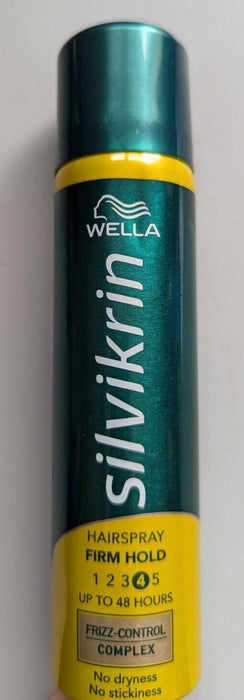 WELLA
silvikrin
HAIRSPRAY
FIRM HOLD
1 2 3 4 5
UP TO 48 HOURS
FRIZZ-CONTROL
COMPLEX
No dryness
No stickiness